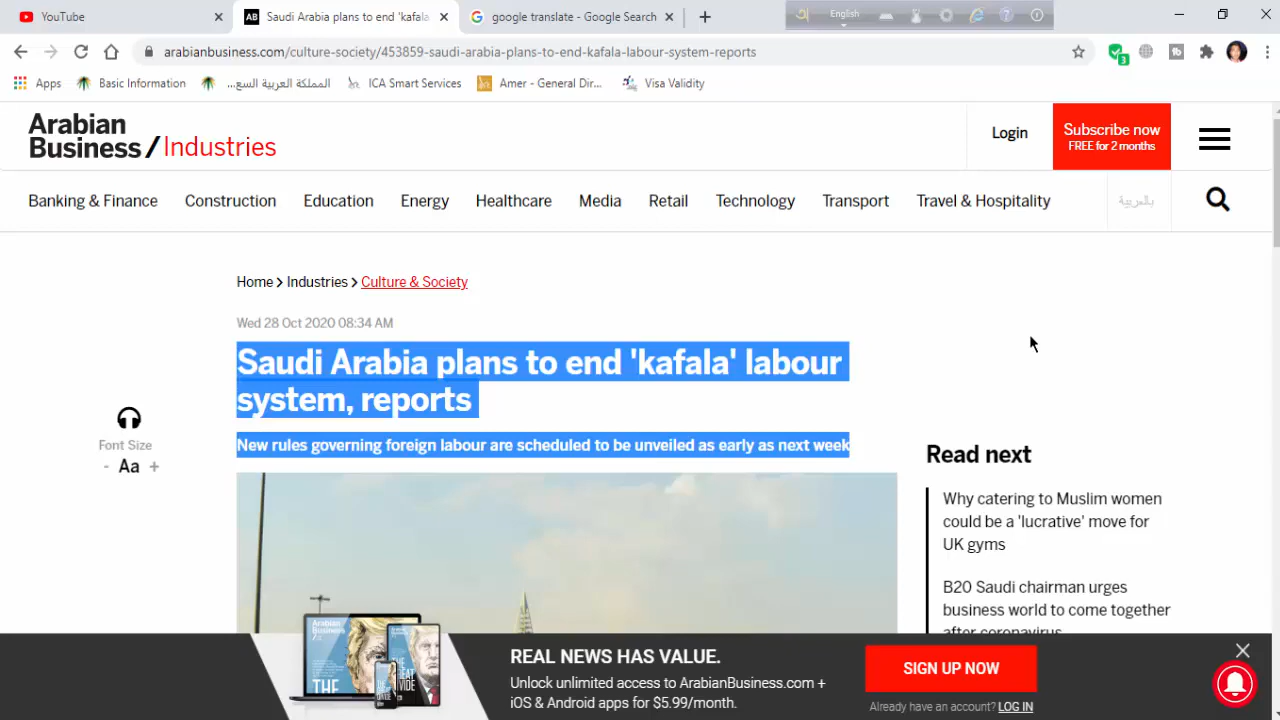 YouTube
Saudi Arabia plans to end 'kafala
google translate - Google Search
English
arabianbusiness.com/culture-society/453859-saudi-arabia-plans-to-end-kafala-labour-system-reports
Apps
Basic Information
المملكة العربية السع...
ICA Smart Services
Amer - General Dir...
Visa Validity
Arabian
Business / Industries
Login
Subscribe now
FREE for 2 months
Banking & Finance
Construction
Education
Energy
Healthcare
Media
Retail
Technology
Transport
Travel & Hospitality
بالعربية
Home > Industries > Culture & Society
Wed 28 Oct 2020 08:34 AM
Saudi Arabia plans to end 'kafala' labour
system, reports
New rules governing foreign labour are scheduled to be unveiled as early as next week
Font Size
- Aa +
Read next
Why catering to Muslim women
could be a 'lucrative' move for
UK gyms
B20 Saudi chairman urges
business world to come together
after coronavirus
REAL NEWS HAS VALUE.
Unlock unlimited access to ArabianBusiness.com +
iOS & Android apps for $5.99/month.
SIGN UP NOW
Already have an account? LOG IN